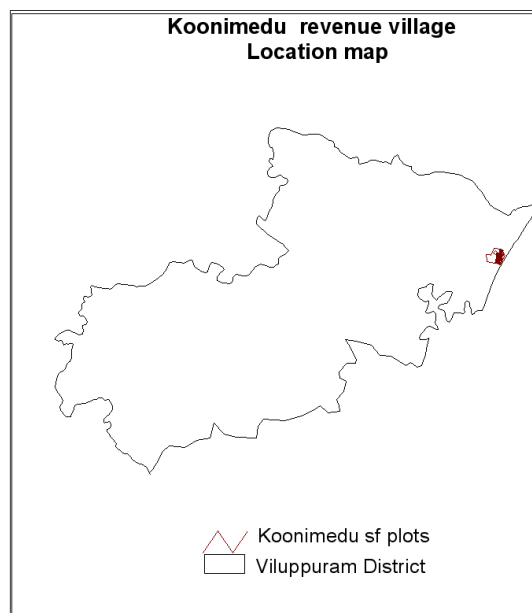 Koonimedu revenue village
Location map
Koonimedu sf plots
Viluppuram District